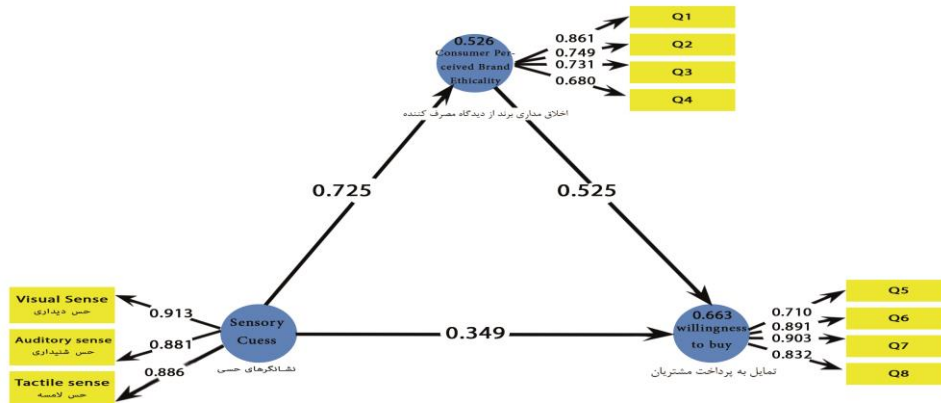 Q1
0.861
0.526
Consumer Per-
ceived Brand
Ethicality
0.749
Q2
0.731
Q3
0.680
Q4
اخلاق مداری برند از دیدگاه مصرف کننده
0.725
0.525
Visual Sense
حس دیداری
0.913
Auditory sense
حس شنیداری
0.881
Tactile sense
حس لامسه
0.886
Sensory
Cuess
نشانگرهای حسی
0.349
0.663
willingness
to buy
تمایل به پرداخت مشتریان
0.710
Q5
0.891
Q6
0.903
Q7
0.832
Q8